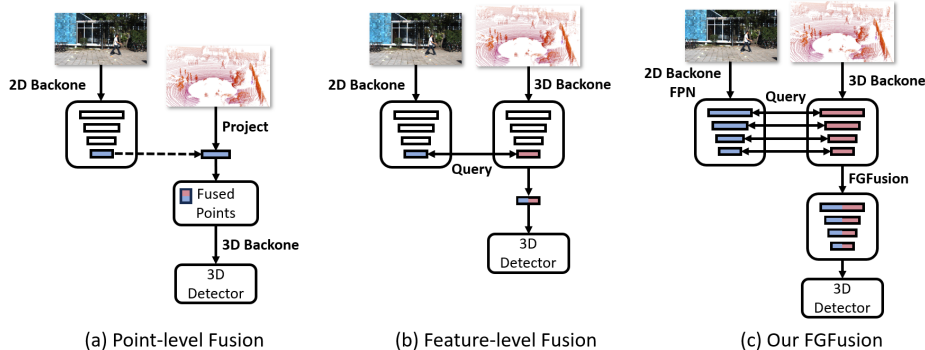 2D Backone
Project
Fused
Points
3D Backone
3D
Detector
(a) Point-level Fusion
2D Backone
3D Backone
Query
3D
Detector
(b) Feature-level Fusion
2D Backone
FPN
3D Backone
Query
FGFusion
3D
Detector
(c) Our FGFusion